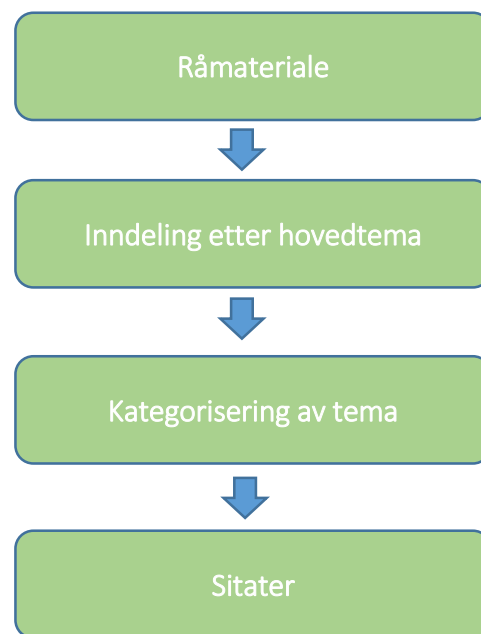 Råmateriale
Inndeling etter hovedtema
Kategorisering av tema
Sitater